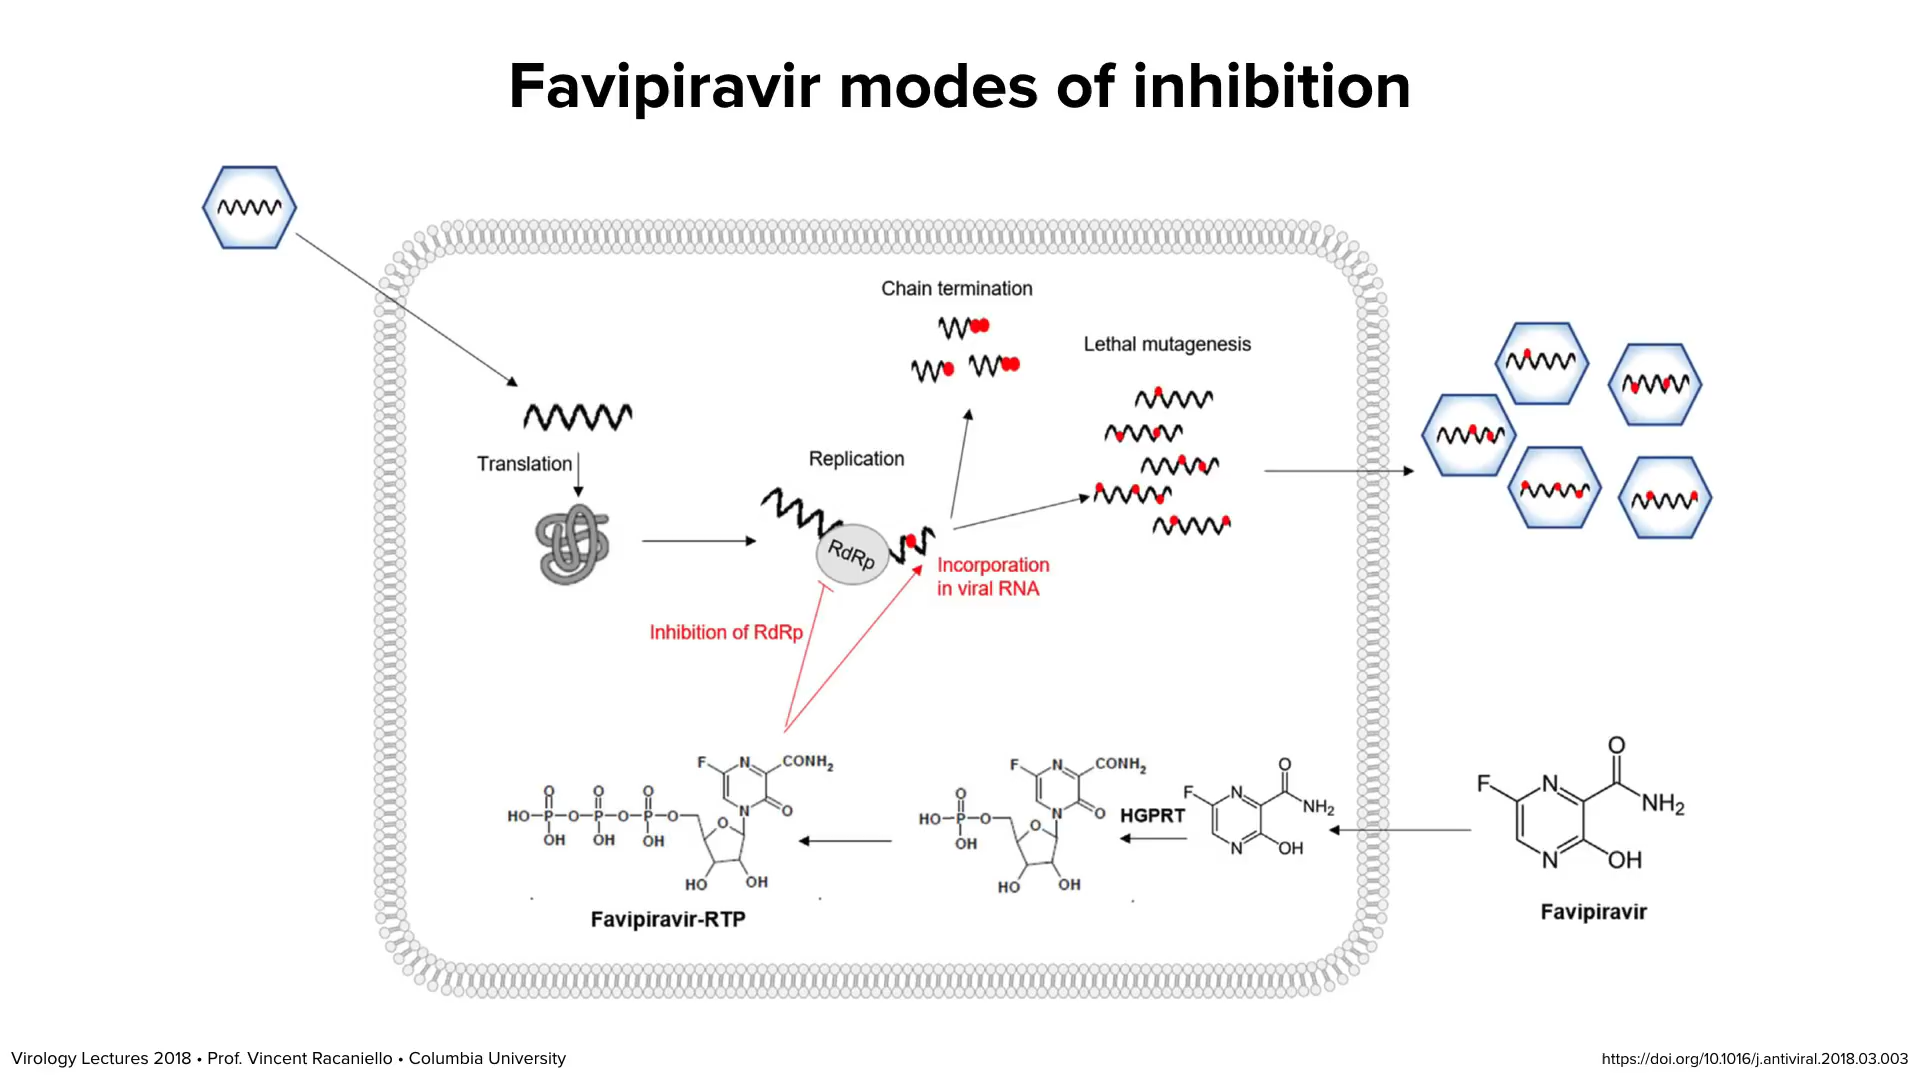 Favipiravir modes of inhibition
Chain termination
Lethal mutagenesis
Translation
Replication
RdRp
Incorporation
in viral RNA
Inhibition of RdRp
F
N
CONH2
N
O
O
O
O
HO
P
O
P
O
P
O
O
OH
OH
OH
HO
OH
Favipiravir-RTP
F
N
CONH2
N
O
O
HO
P
O
O
OH
HO
OH
HGPRT
F
N
O
NH2
N
OH
O
F
N
NH2
N
OH
Favipiravir
Virology Lectures 2018 • Prof. Vincent Racaniello • Columbia University
https://doi.org/10.1016/j.antiviral.2018.03.003